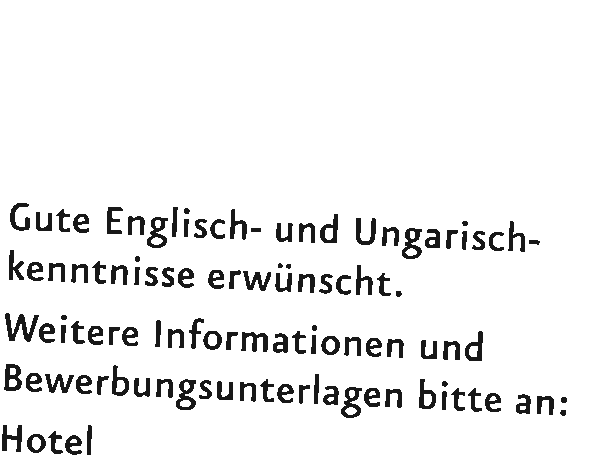 Gute Englisch- und Ungarisch-
kenntnisse erwünscht.
Weitere Informationen und
Bewerbungsunterlagen bitte an:
Hotel